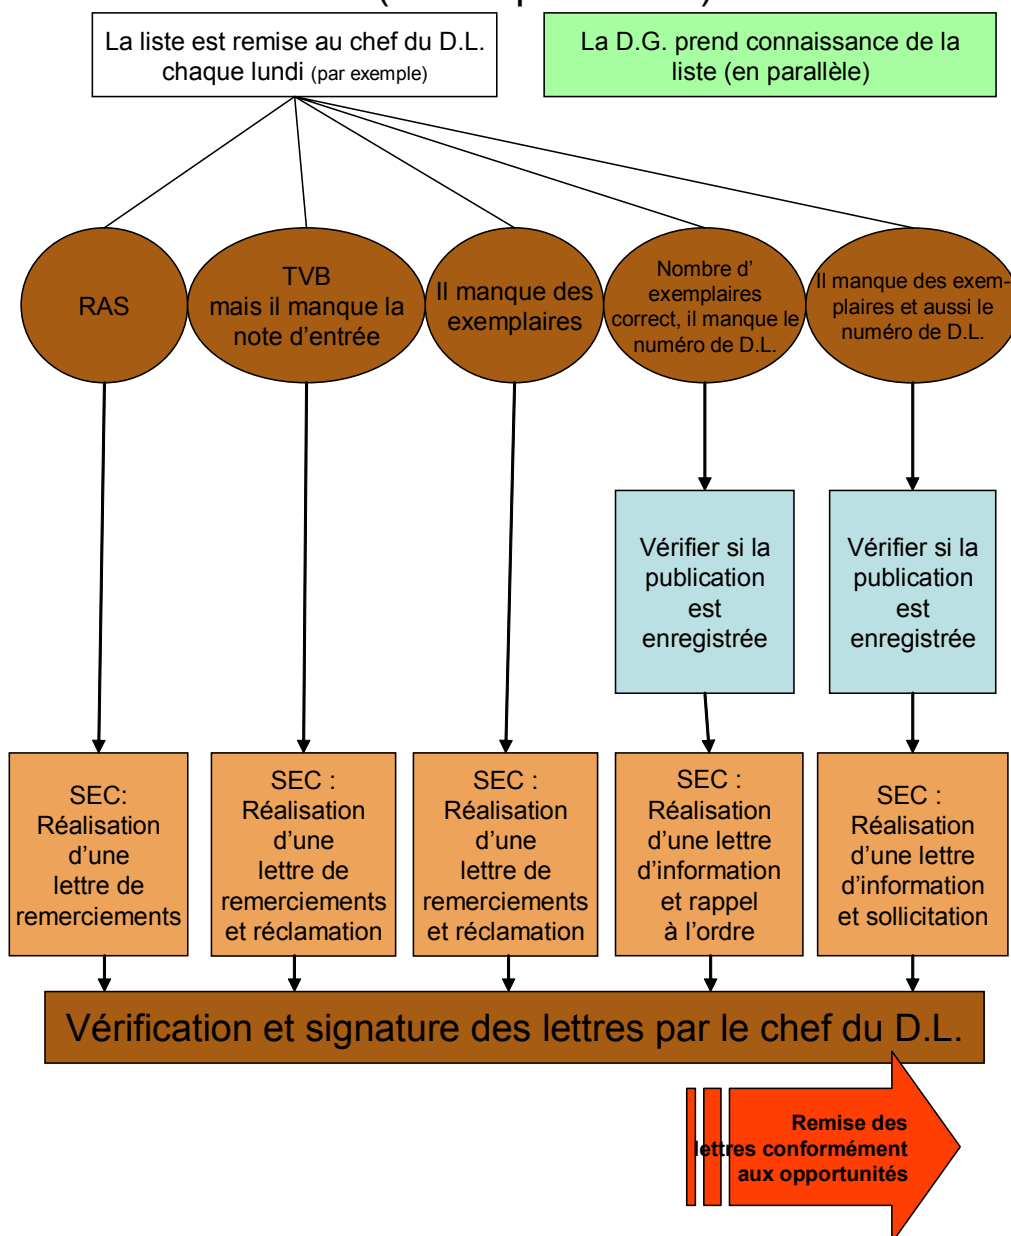 La liste est remise au chef du D.L.
chaque lundi (par exemple)
La D.G. prend connaissance de la
liste (en parallèle)
RAS
TVB
mais il manque la
note d'entrée
Il manque des
exemplaires
Nombre d'
exemplaires
correct, il manque le
numéro de D.L.
Il manque des exem-
plaires et aussi le
numéro de D.L.
Vérifier si la
publication
est
enregistrée
Vérifier si la
publication
est
enregistrée
SEC:
Réalisation
d'une
lettre de
remerciements
SEC :
Réalisation
d'une
lettre de
remerciements
et réclamation
SEC :
Réalisation
d'une
lettre de
remerciements
et réclamation
SEC :
Réalisation
d'une lettre
d'information
et rappel
à l'ordre
SEC :
Réalisation
d'une lettre
d'information
et sollicitation
Vérification et signature des lettres par le chef du D.L.
Remise des
lettres conformément
aux opportunités